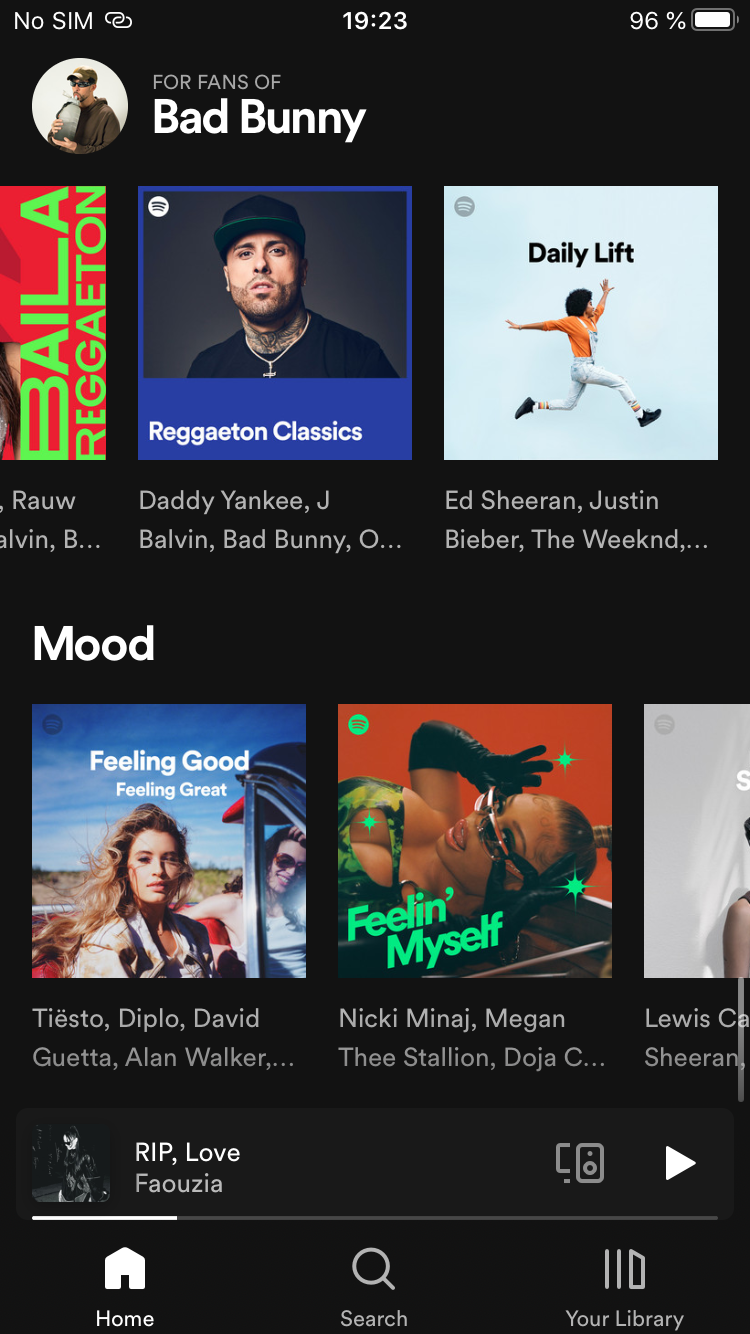 No SIM
19:23
96 %
FOR FANS OF
Bad Bunny
BAILA
REGGAETON
Reggaeton Classics
Daily Lift
, Rauw
alvin, B...
Daddy Yankee, J
Balvin, Bad Bunny, O...
Ed Sheeran, Justin
Bieber, The Weeknd,...
Mood
Feeling Good
Feeling Great
Feelin'
Myself
S
Tiësto, Diplo, David
Guetta, Alan Walker,...
Nicki Minaj, Megan
Thee Stallion, Doja C...
Lewis Ca
Sheeran,
RIP, Love
Faouzia
Home
Search
Your Library